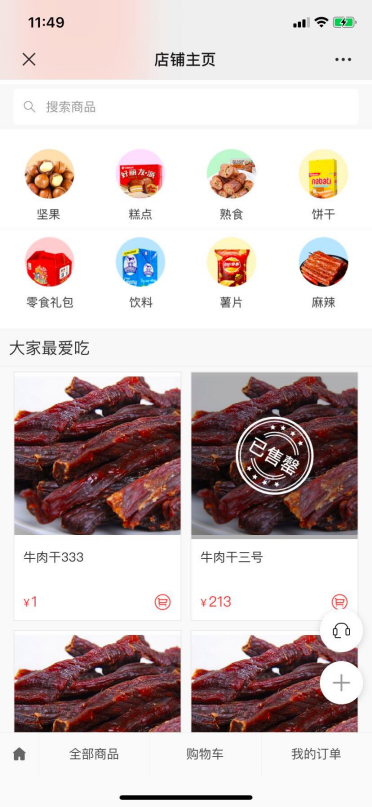 11:49
店铺主页
搜索商品
坚果
糕点
熟食
饼干
nabati
零食礼包
饮料
薯片
麻辣
大家最爱吃
已售罄
牛肉干333
牛肉干三号
¥1
¥213
全部商品
购物车
我的订单